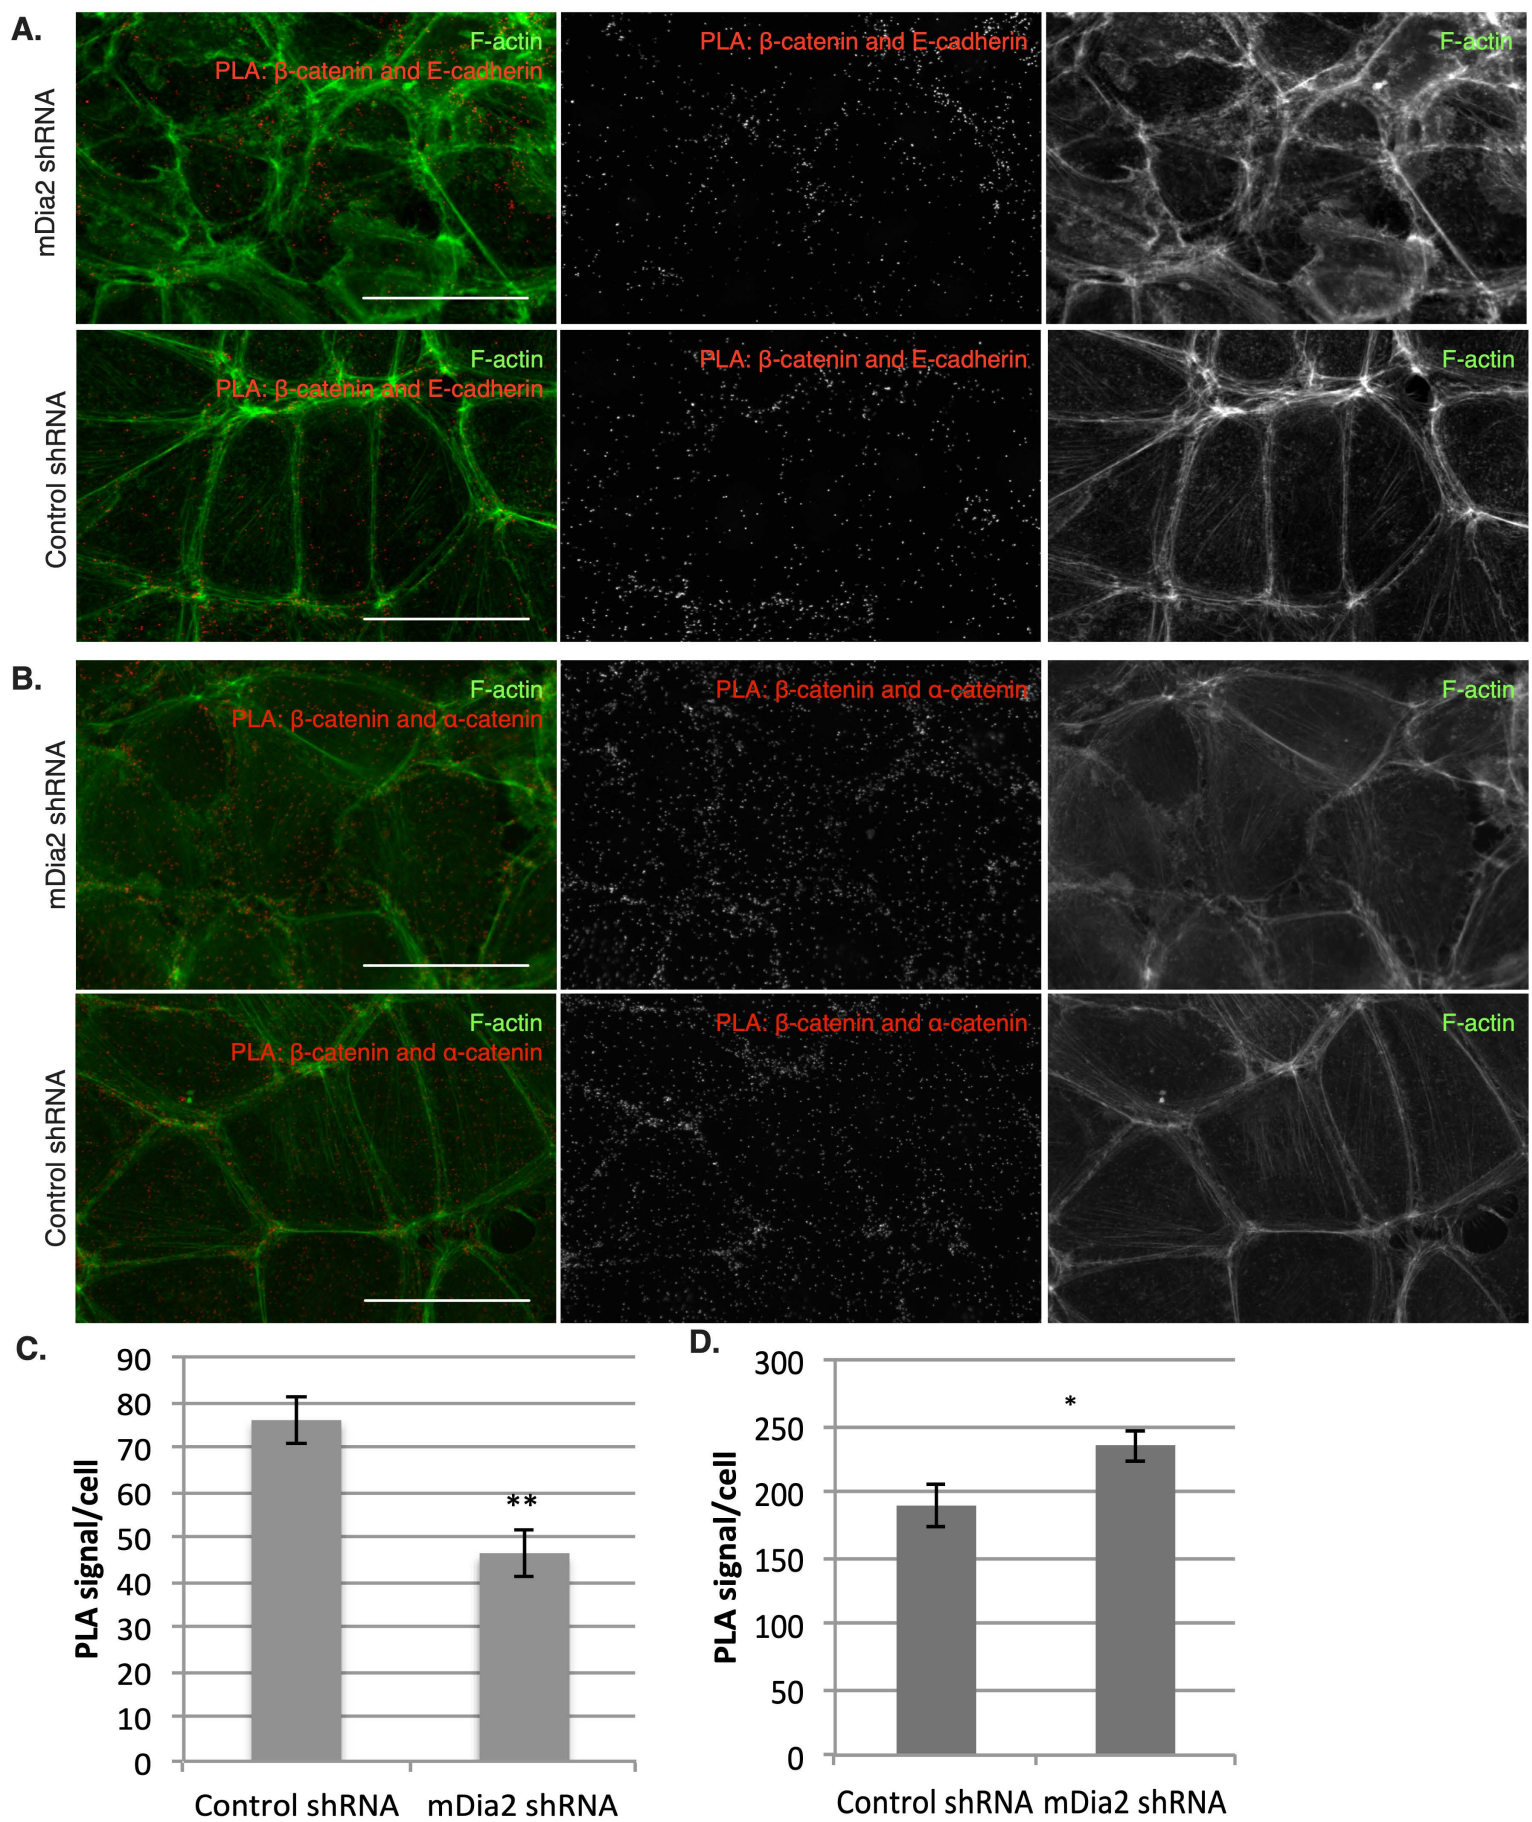 A.
mDia2 shRNA
F-actin
PLA: β-catenin and E-cadherin
PLA: β-catenin and E-cadherin
F-actin
Control shRNA
F-actin
PLA: β-catenin and E-cadherin
PLA: β-catenin and E-cadherin
F-actin
B.
mDia2 shRNA
F-actin
PLA: β-catenin and α-catenin
PLA: β-catenin and α-catenin
F-actin
Control shRNA
F-actin
PLA: β-catenin and α-catenin
PLA: β-catenin and α-catenin
F-actin
C.
PLA signal/cell
90
80
70
60
50
40
30
20
10
0
**
Control shRNA mDia2 shRNA
D.
PLA signal/cell
300
250
200
150
100
50
0
*
Control shRNA mDia2 shRNA